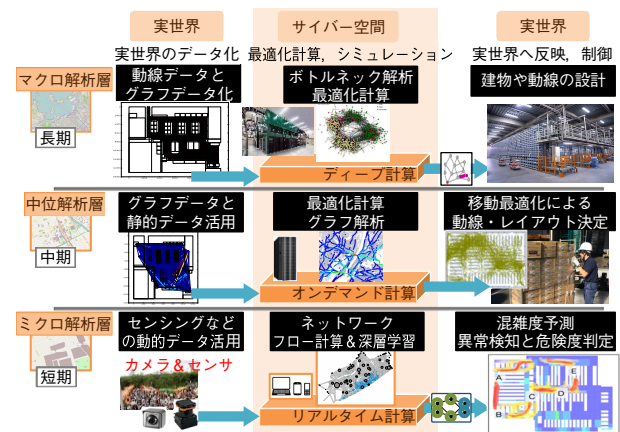 実世界
サイバー空間
実世界
実世界のデータ化
最適化計算，シミュレーション
実世界へ反映，制御
マクロ解析層
長期
動線データと
グラフデータ化
ボトルネック解析
最適化計算
建物や動線の設計
ディープ計算
中位解析層
中期
グラフデータと
静的データ活用
最適化計算
グラフ解析
移動最適化による
動線・レイアウト決定
オンデマンド計算
ミクロ解析層
短期
センシングなど
の動的データ活用
ネットワーク
フロー計算＆深層学習
混雑度予測
異常検知と危険度判定
カメラ＆センサ
リアルタイム計算
A
B
C
D
E